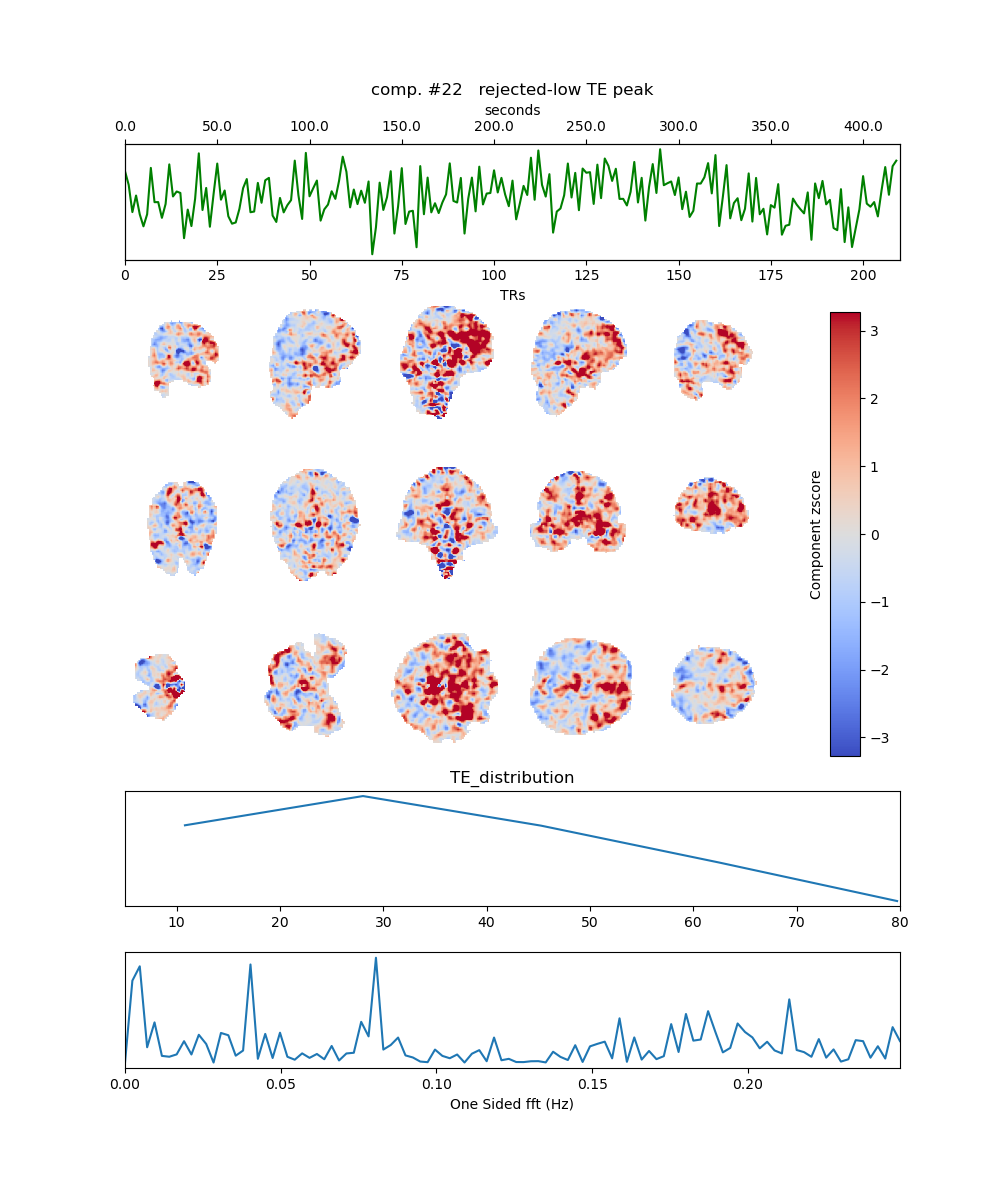 comp. #22   rejected-low TE peak
seconds
0.0 50.0 100.0 150.0 200.0 250.0 300.0 350.0 400.0
0 25 50 75 100 125 150 175 200
TRs
3
2
1
0
−1
−2
−3
Component zscore
TE_distribution
10 20 30 40 50 60 70 80
0.00 0.05 0.10 0.15 0.20
One Sided fft (Hz)